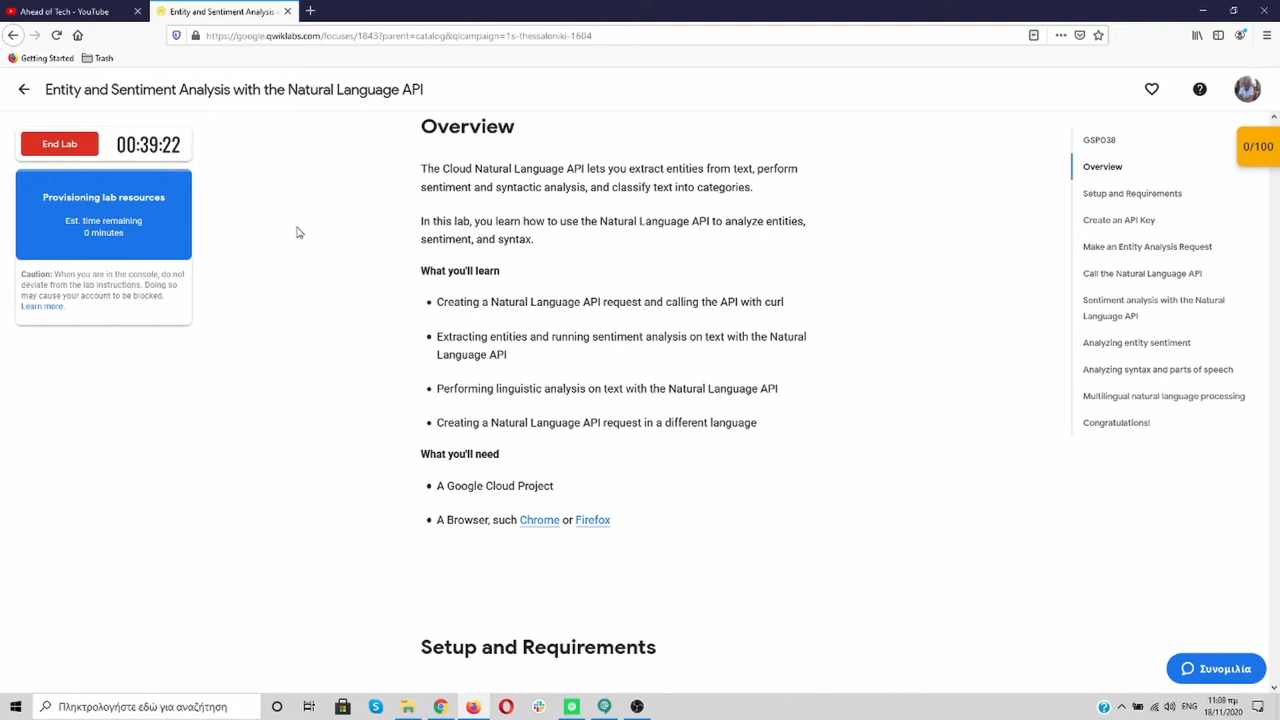 Ahead of Tech - YouTube
Entity and Sentiment Analysis
https://google.qwiklabs.com/focuses/1843?parent=catalog&qlcampaign=1s-thessaloniki-1604
Getting Started
Trash
Entity and Sentiment Analysis with the Natural Language API
End Lab
00:39:22
Provisioning lab resources
Est. time remaining
0 minutes
Caution: When you are in the console, do not
deviate from the lab instructions. Doing so
may cause your account to be blocked.
Learn more.
Overview
The Cloud Natural Language API lets you extract entities from text, perform
sentiment and syntactic analysis, and classify text into categories.
In this lab, you learn how to use the Natural Language API to analyze entities,
sentiment, and syntax.
What you'll learn
• Creating a Natural Language API request and calling the API with curl
• Extracting entities and running sentiment analysis on text with the Natural
Language API
• Performing linguistic analysis on text with the Natural Language API
• Creating a Natural Language API request in a different language
What you'll need
• A Google Cloud Project
• A Browser, such Chrome or Firefox
Setup and Requirements
GSP038
Overview
Setup and Requirements
Create an API Key
Make an Entity Analysis Request
Call the Natural Language API
Sentiment analysis with the Natural
Language API
Analyzing entity sentiment
Analyzing syntax and parts of speech
Multilingual natural language processing
Congratulations!
0/100
Συνομιλία
Πληκτρολογήστε εδώ για αναζήτηση
ENG
11:08 πμ
18/11/2020